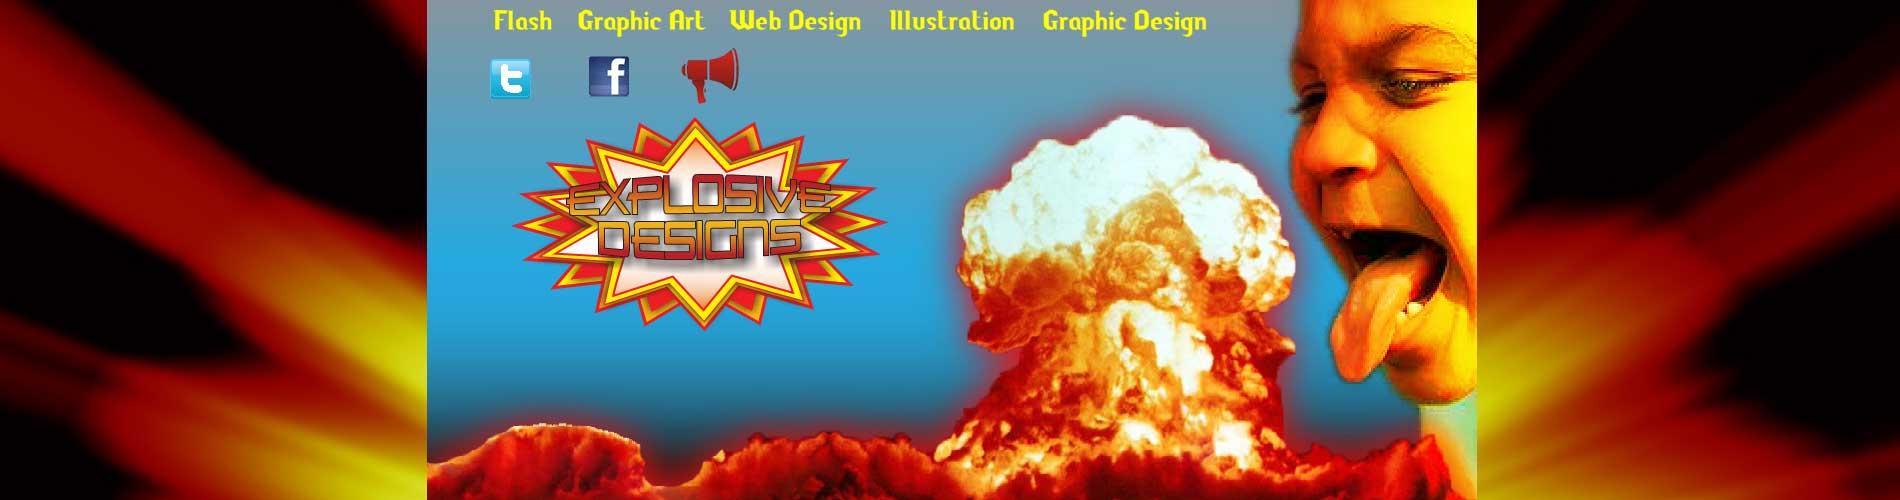 Flash Graphic Art Web Design Illustration Graphic Design
t f
EXPLOSIVE
DESIGNS